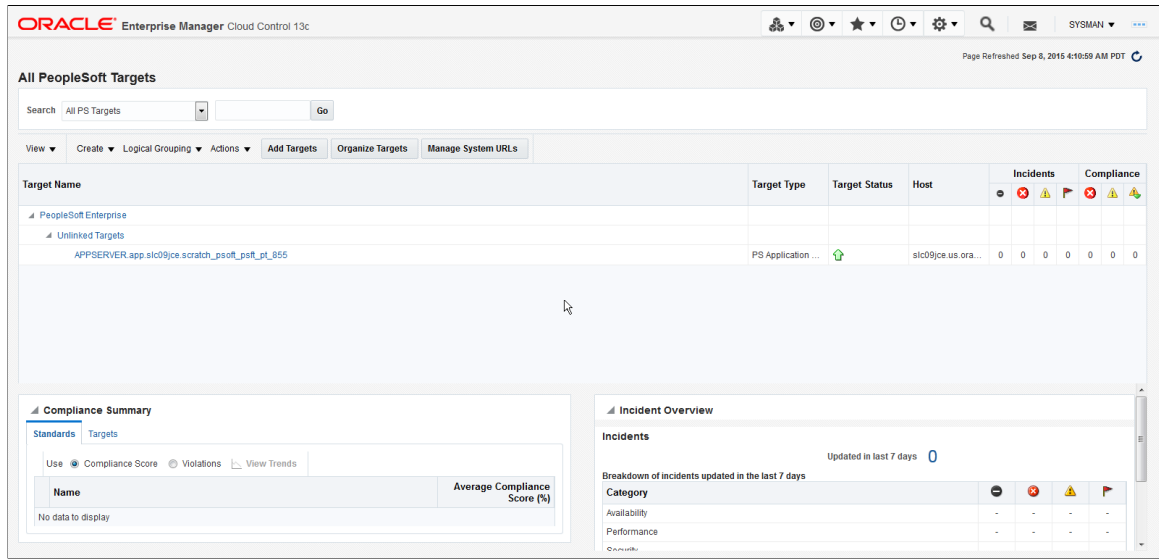 ORACLE Enterprise Manager Cloud Control 13c
SYSMAN
Page Refreshed Sep 8, 2015 4:10:59 AM PDT
All PeopleSoft Targets
Search All PS Targets Go
View Create Logical Grouping Actions Add Targets Organize Targets Manage System URLs
Target Name Target Type Target Status Host Incidents Compliance
PeopleSoft Enterprise
Unlinked Targets
APPSERVER.app.slc09jce.scratch_psoft_psft_pt_855 PS Application ... slc09jce.us.ora... 0 0 0 0 0 0 0
Compliance Summary
Standards Targets
Use Compliance Score Violations View Trends
Name Average Compliance
Score (%)
No data to display
Incident Overview
Incidents
Updated in last 7 days 0
Breakdown of incidents updated in the last 7 days
Category
Availability - - - -
Performance - - - -
Security